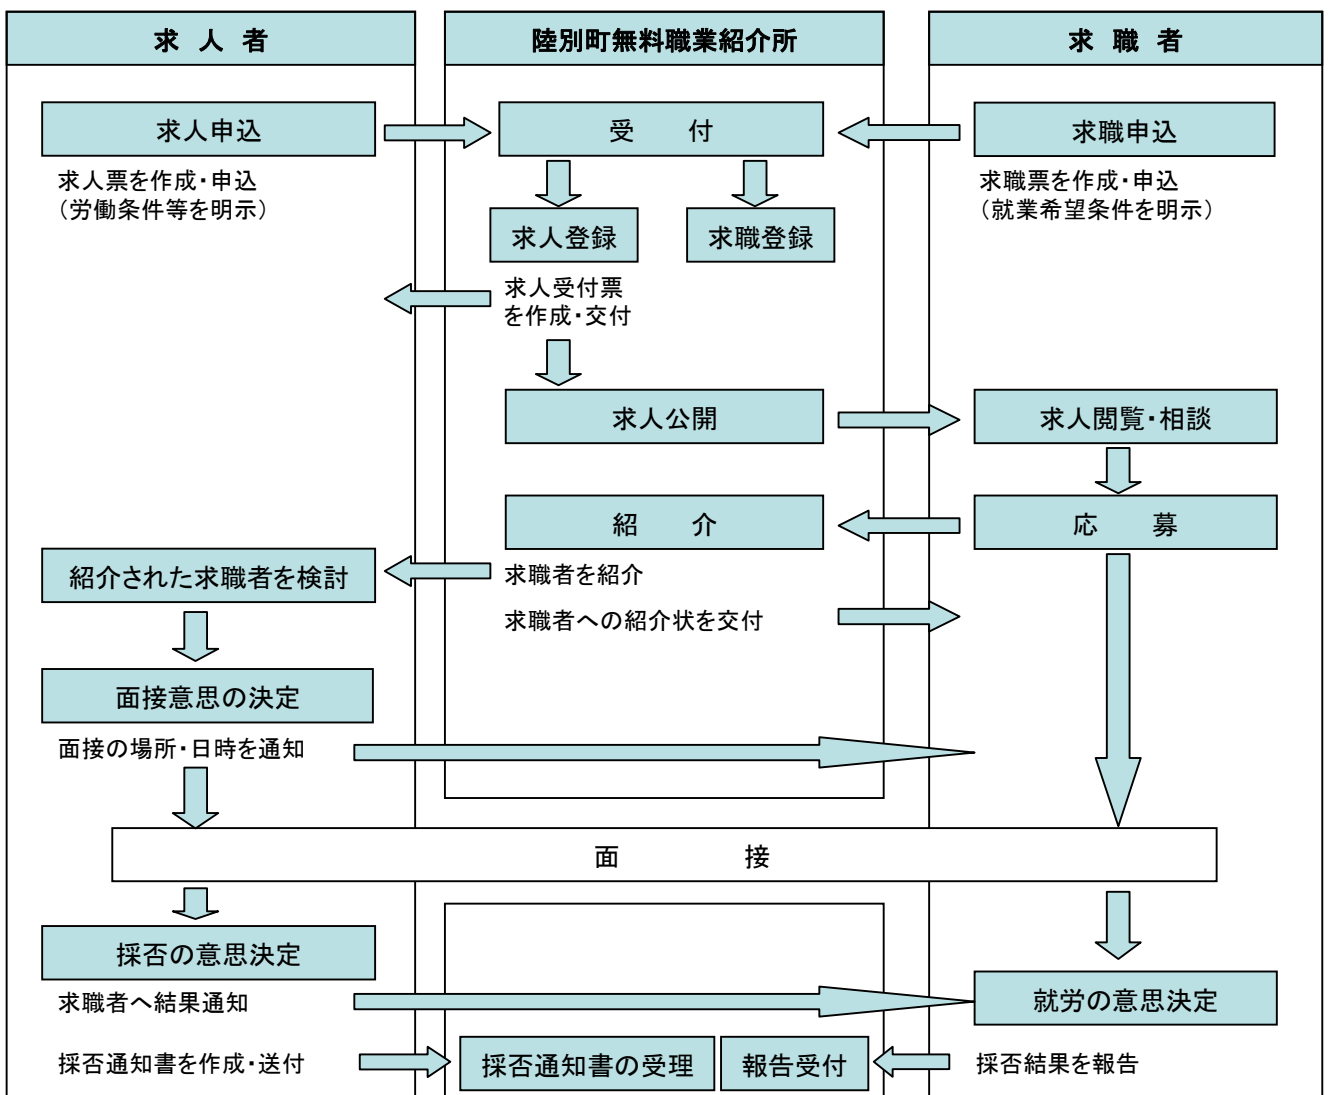 求人者
陸別町無料職業紹介所
求職者
求人申込
受付
求職申込
求人票を作成・申込
（労働条件等を明示）
求職票を作成・申込
（就業希望条件を明示）
求人登録
求職登録
求人受付票
を作成・交付
求人公開
求人閲覧・相談
紹介
応募
紹介された求職者を検討
求職者を紹介
求職者への紹介状を交付
面接意思の決定
面接の場所・日時を通知
面接
採否の意思決定
求職者へ結果通知
就労の意思決定
採否通知書を作成・送付
採否通知書の受理
報告受付
採否結果を報告